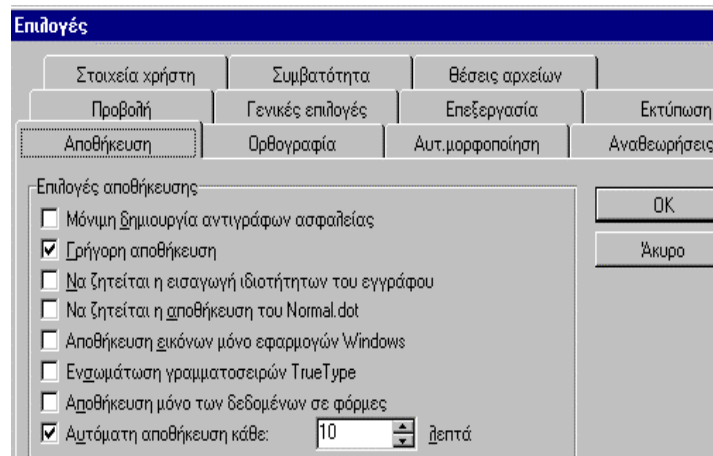 Επιλογές
Στοιχεία χρήστη Συμβατότητα Θέσεις αρχείων
Προβολή Γενικές επιλογές Επεξεργασία Εκτύπωση
Αποθήκευση Ορθογραφία Αυτ.μορφοποίηση Αναθεωρήσεις
Επιλογές αποθήκευσης
Μόνιμη δημιουργία αντιγράφων ασφαλείας
Γρήγορη αποθήκευση
Να ζητείται η εισαγωγή ιδιοτήτητων του εγγράφου
Να ζητείται η αποθήκευση του Normal.dot
Αποθήκευση εικόνων μόνο εφαρμογών Windows
Ενσωμάτωση γραμματοσειρών TrueType
Αποθήκευση μόνο των δεδομένων σε φόρμες
Αυτόματη αποθήκευση κάθε: 10 λεπτά
OK
Άκυρο